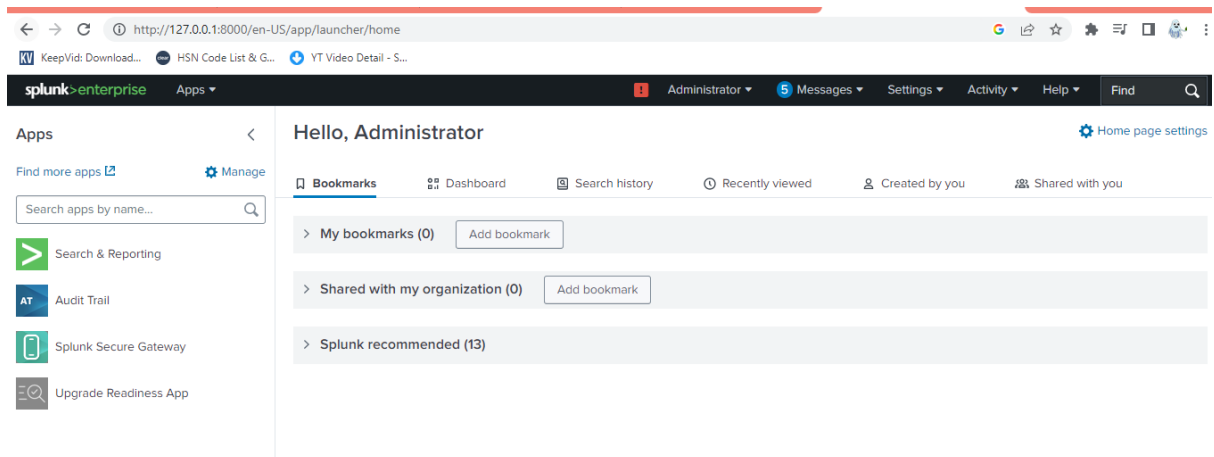 http://127.0.0.1:8000/en-US/app/launcher/home
KeepVid: Download... HSN Code List & G... YT Video Detail - S...
splunk>enterprise Apps Administrator 5 Messages Settings Activity Help Find
Apps
Find more apps Manage
Search apps by name...
Search & Reporting
AT Audit Trail
Splunk Secure Gateway
Upgrade Readiness App
Hello, Administrator
Home page settings
Bookmarks Dashboard Search history Recently viewed Created by you Shared with you
My bookmarks (0) Add bookmark
Shared with my organization (0) Add bookmark
Splunk recommended (13)